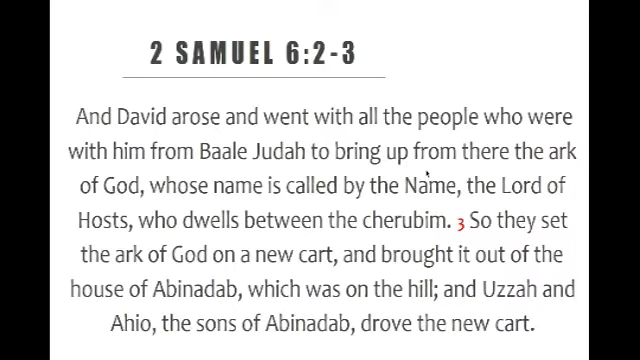 2 SAMUEL 6:2-3
And David arose and went with all the people who were
with him from Baale Judah to bring up from there the ark
of God, whose name is called by the Name, the Lord of
Hosts, who dwells between the cherubim. 3 So they set
the ark of God on a new cart, and brought it out of the
house of Abinadab, which was on the hill; and Uzzah and
Ahio, the sons of Abinadab, drove the new cart.